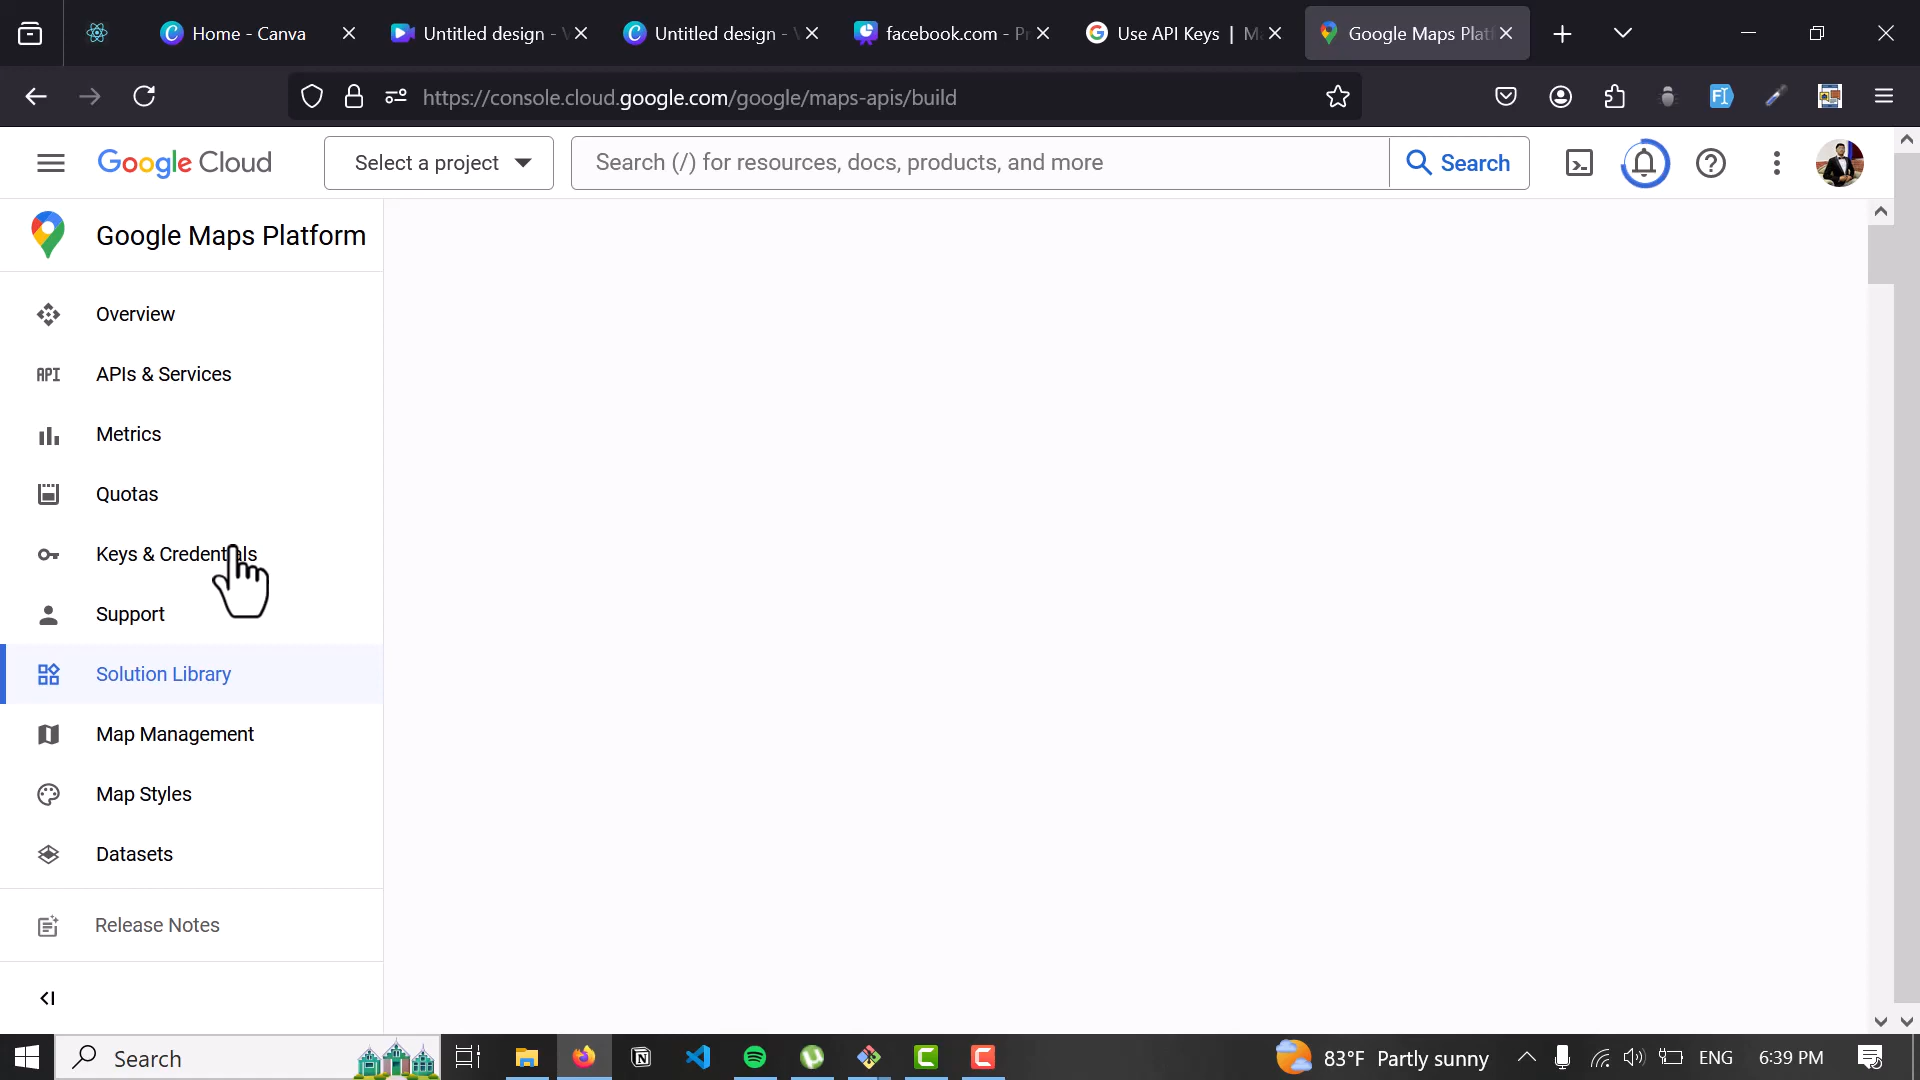 Home - Canva
Untitled design -
Untitled design -
facebook.com - Pr
Use API Keys | Ma
Google Maps Platf
https://console.cloud.google.com/google/maps-apis/build
Google Cloud
Select a project
Search (/) for resources, docs, products, and more
Search
Google Maps Platform
Overview
API
APIs & Services
Metrics
Quotas
Keys & Credentials
Support
Solution Library
Map Management
Map Styles
Datasets
Release Notes
Search
83°F Partly sunny
ENG
6:39 PM